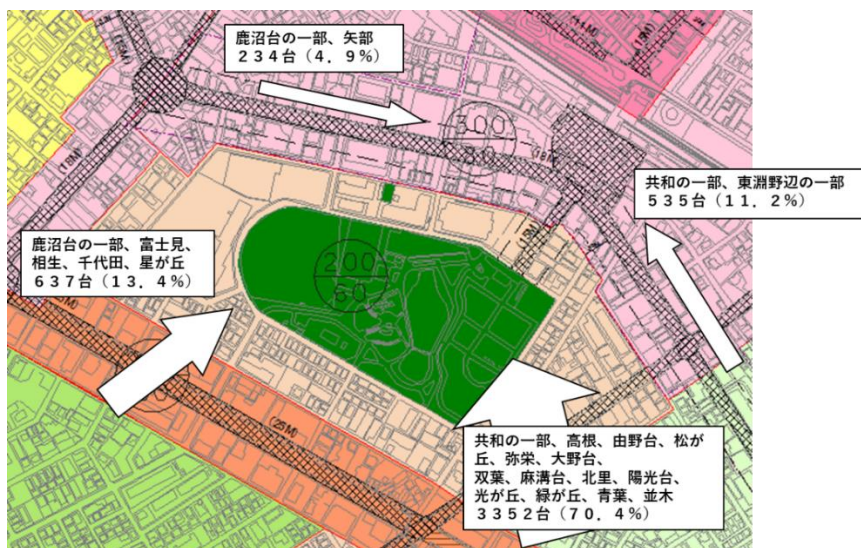 鹿沼台の一部、矢部
234台（4．9%）
300
80
(18M)
共和の一部、東淵野辺の一部
535台（11．2%）
(18M)
鹿沼台の一部、富士見、
相生、千代田、星が丘
637台（13．4%）
200
60
(25M)
共和の一部、高根、由野台、松が
丘、弥栄、大野台、
双葉、麻溝台、北里、陽光台、
光が丘、緑が丘、青葉、並木
3352台（70．4%）